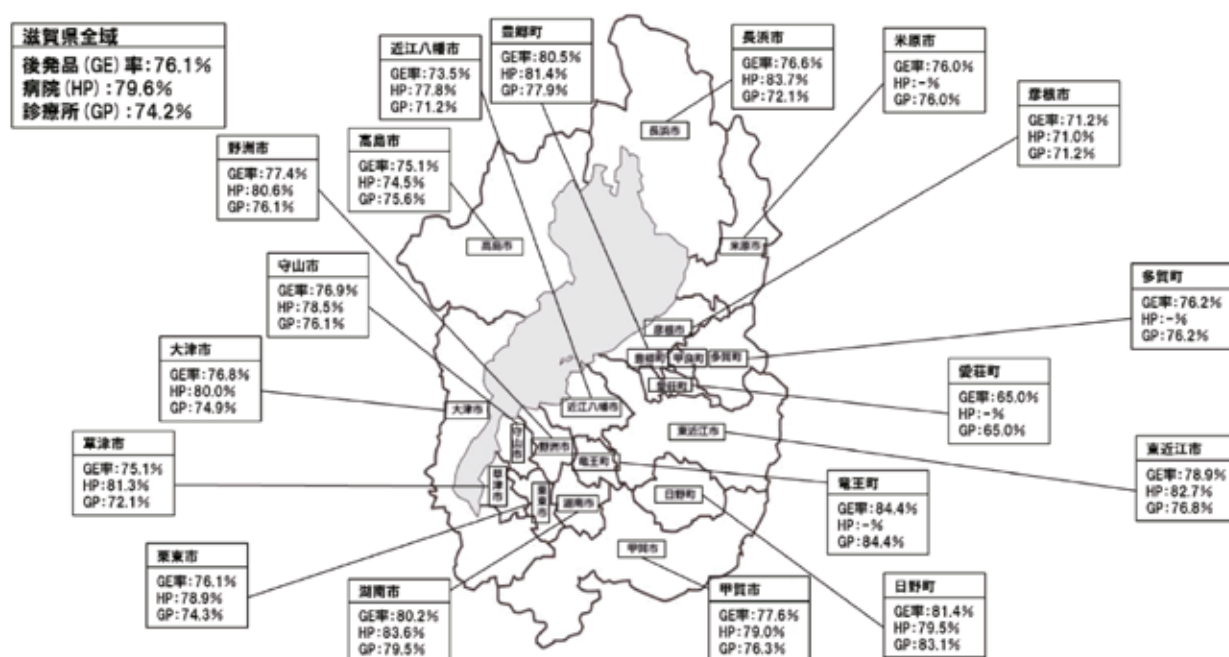 滋賀県全域
後発品(GE)率:76.1%
病院(HP):79.6%
診療所(GP):74.2%
近江八幡市
GE率:73.5%
HP:77.8%
GP:71.2%
豊郷町
GE率:80.5%
HP:81.4%
GP:77.9%
長浜市
GE率:76.6%
HP:83.7%
GP:72.1%
米原市
GE率:76.0%
HP:-%
GP:76.0%
彦根市
GE率:71.2%
HP:71.0%
GP:71.2%
野洲市
GE率:77.4%
HP:80.6%
GP:76.1%
高島市
GE率:75.1%
HP:74.5%
GP:75.6%
守山市
GE率:76.9%
HP:78.5%
GP:76.1%
多賀町
GE率:76.2%
HP:-%
GP:76.2%
大津市
GE率:76.8%
HP:80.0%
GP:74.9%
愛荘町
GE率:65.0%
HP:-%
GP:65.0%
草津市
GE率:75.1%
HP:81.3%
GP:72.1%
東近江市
GE率:78.9%
HP:82.7%
GP:76.8%
竜王町
GE率:84.4%
HP:-%
GP:84.4%
栗東市
GE率:76.1%
HP:78.9%
GP:74.3%
湖南市
GE率:80.2%
HP:83.6%
GP:79.5%
甲賀市
GE率:77.6%
HP:79.0%
GP:76.3%
日野町
GE率:81.4%
HP:79.5%
GP:83.1%
長浜市
高島市
米原市
彦根市
豊郷町
甲良町
多賀町
愛荘町
大津市
近江八幡市
守山市
野洲市
東近江市
竜王町
草津市
栗東市
湖南市
日野町
甲賀市